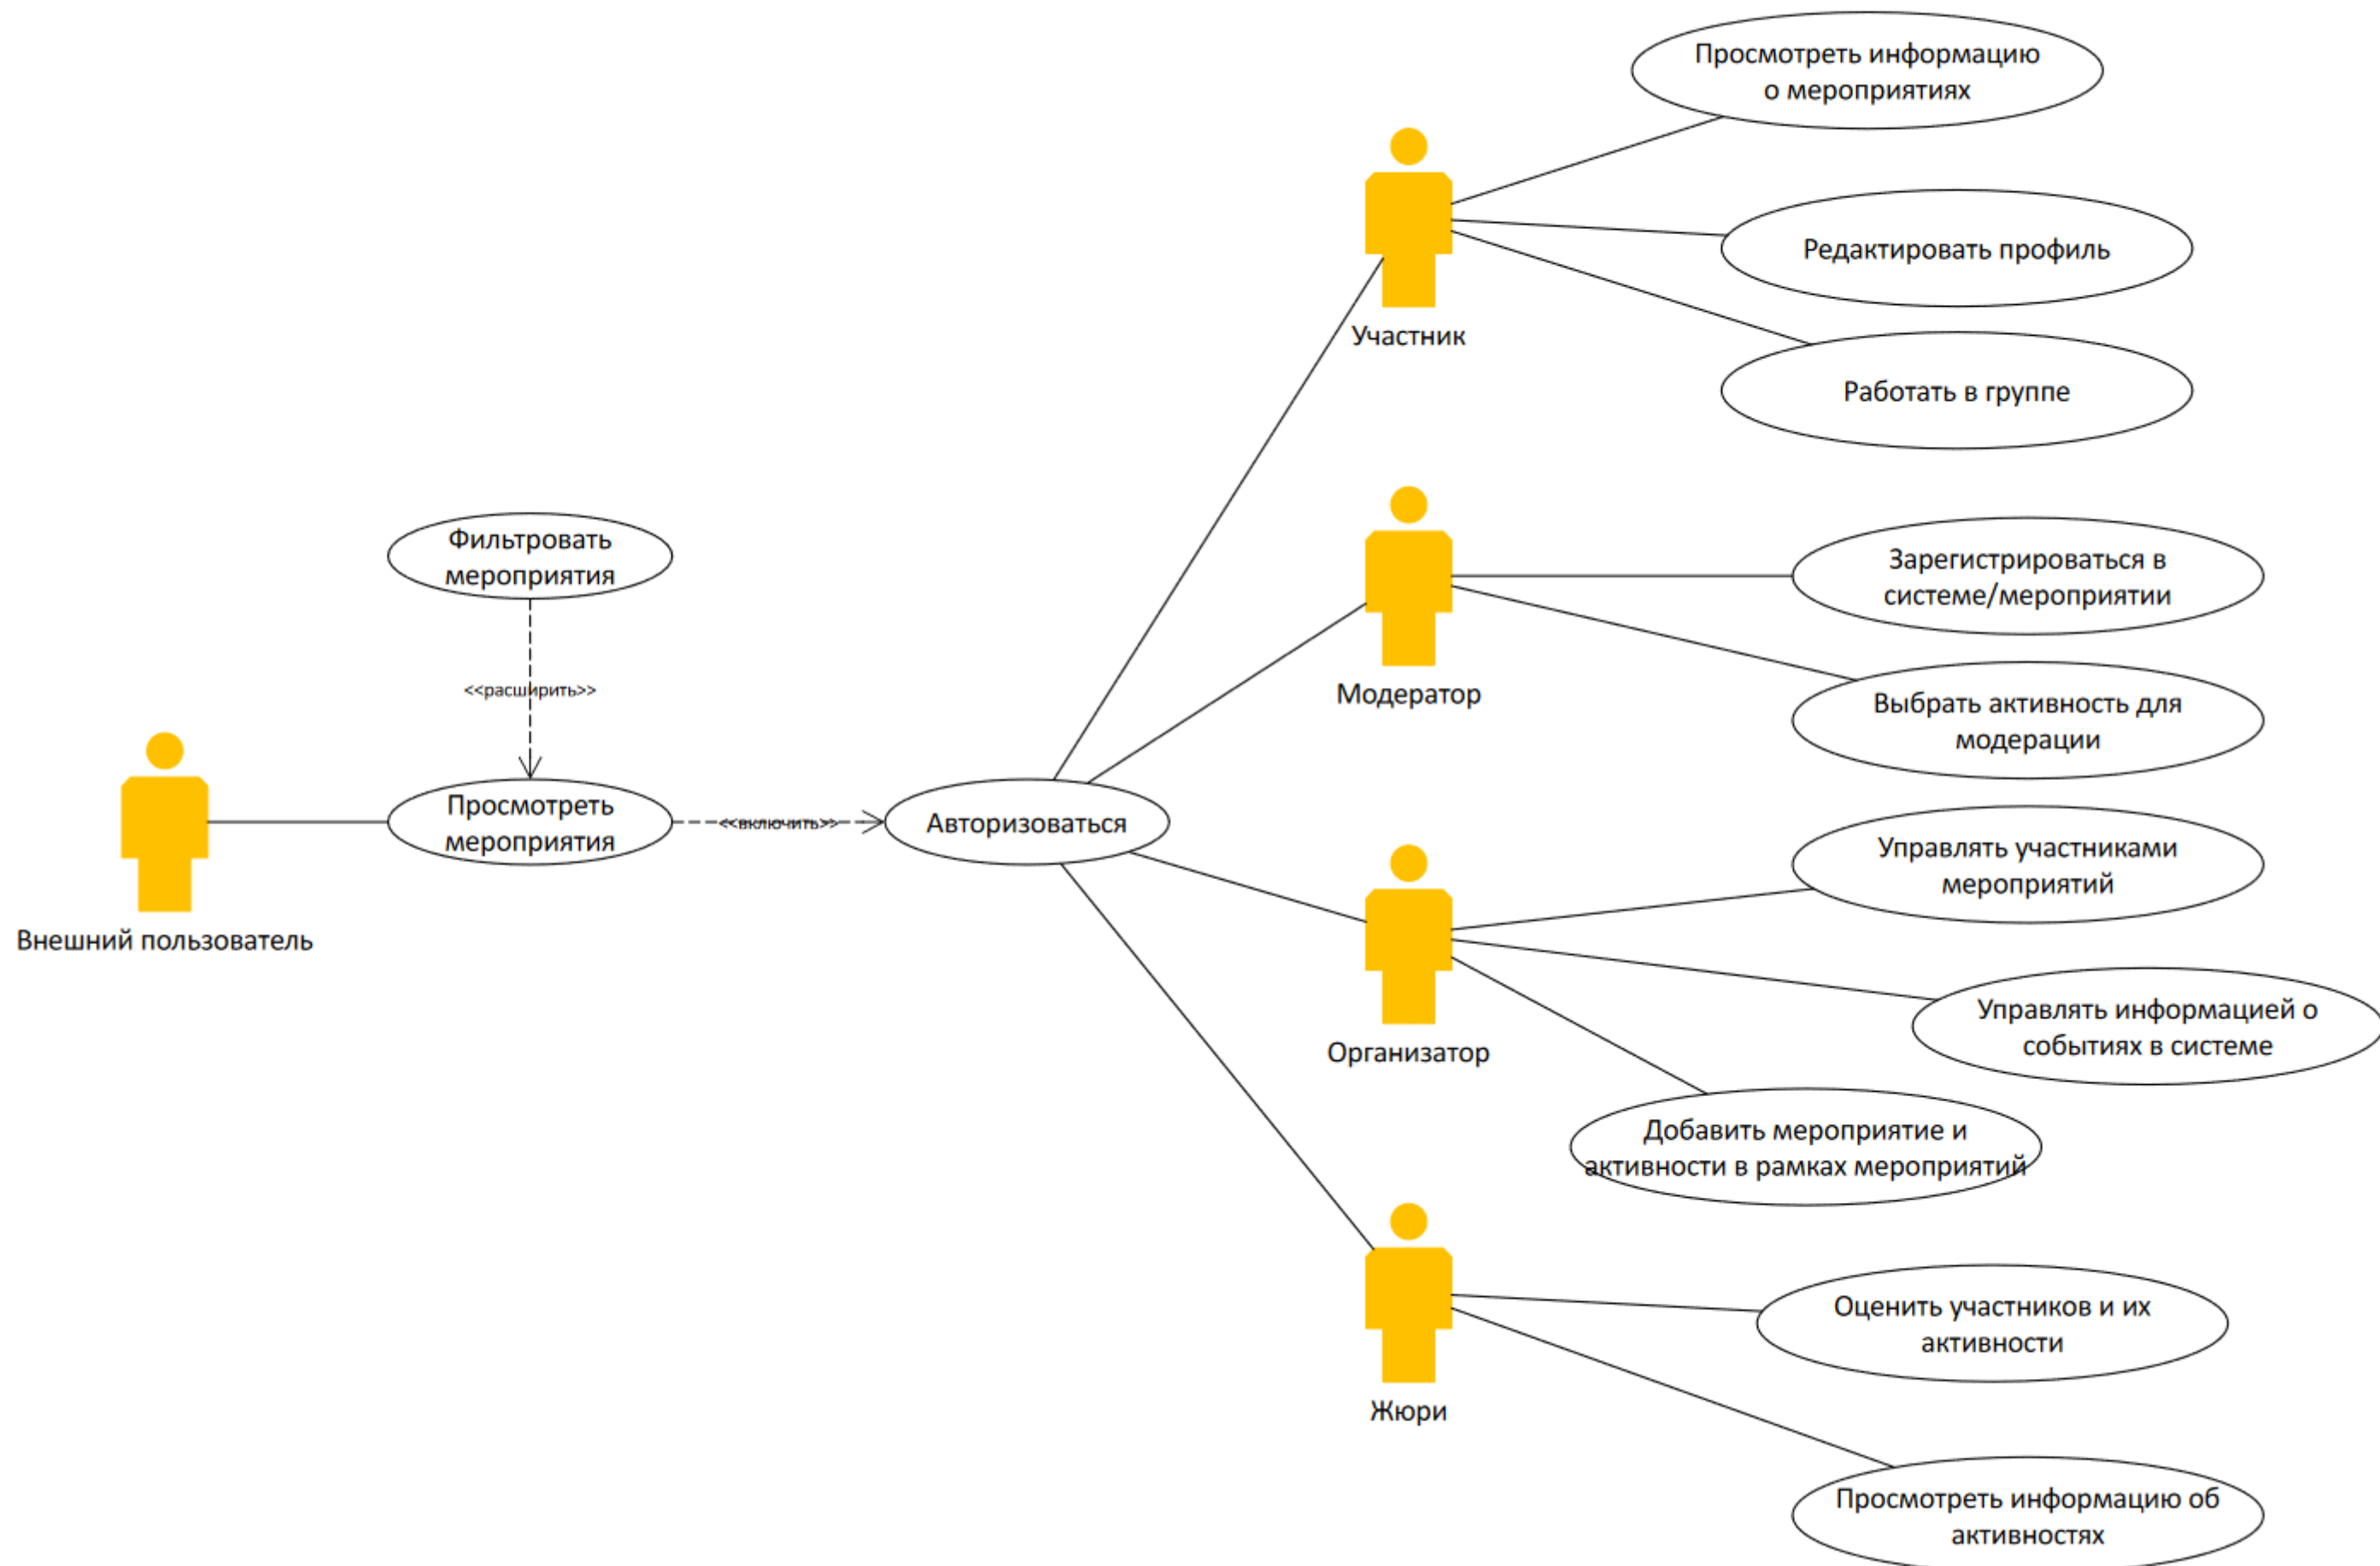 Просмотреть информацию
о мероприятиях
Редактировать профиль
Участник
Работать в группе
Фильтровать
мероприятия
Зарегистрироваться в
системе/мероприятии
<<расширить>>
Модератор
Выбрать активность для
модерации
Просмотреть
мероприятия
<<включить>>
Авторизоваться
Внешний пользователь
Управлять участниками
мероприятий
Управлять информацией о
событиях в системе
Организатор
Добавить мероприятие и
активности в рамках мероприятий
Оценить участников и их
активности
Жюри
Просмотреть информацию об
активностях